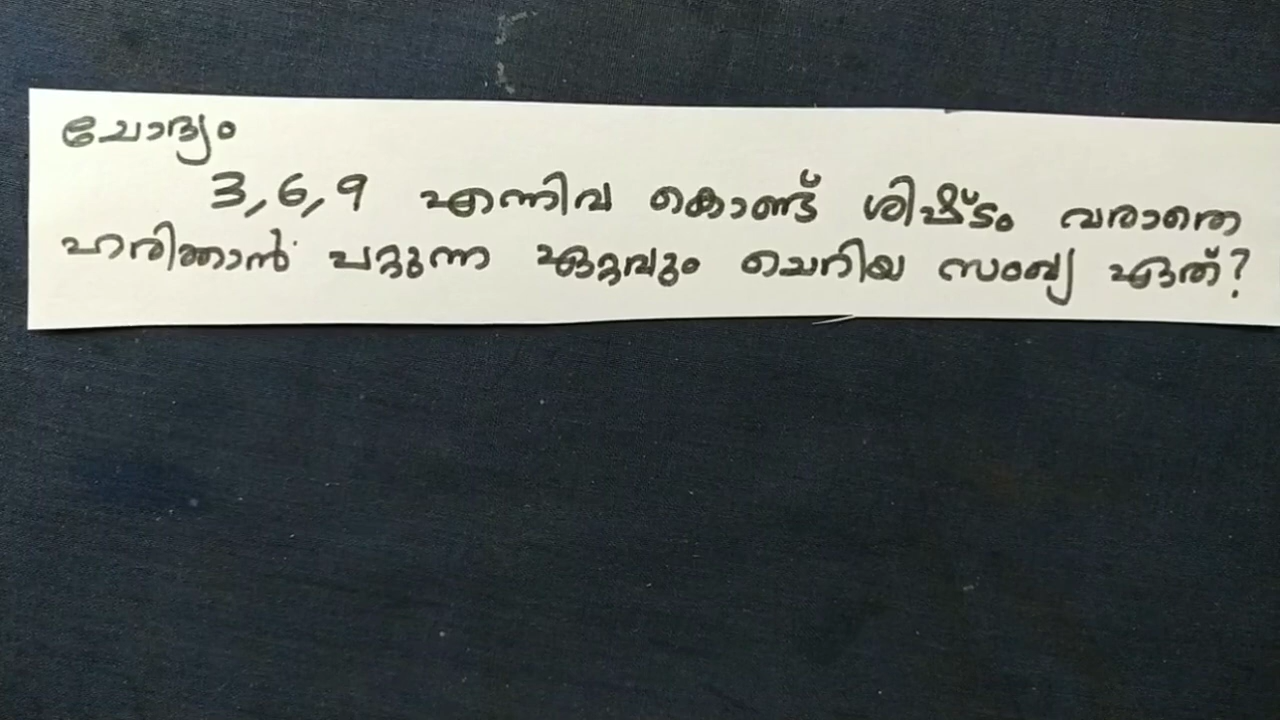 ചോദ്യം
3,6,9 എന്നിവ കൊണ്ട് ശിഷ്ടം വരാതെ
ഹരിക്കാൻ പറ്റുന്ന ഏറ്റവും ചെറിയ സംഖ്യ ഏത്?